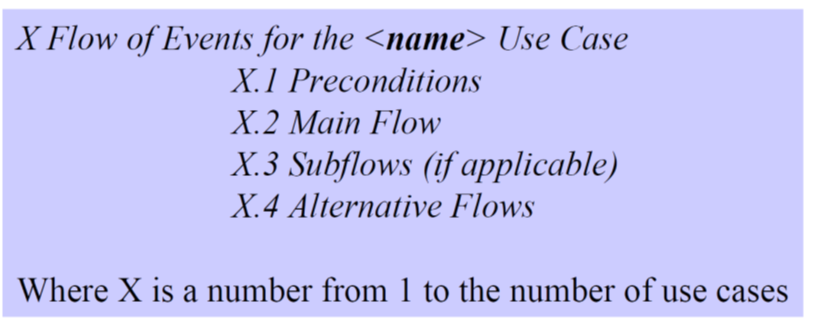 X Flow of Events for the <name> Use Case
X.1 Preconditions
X.2 Main Flow
X.3 Subflows (if applicable)
X.4 Alternative Flows
Where X is a number from 1 to the number of use cases